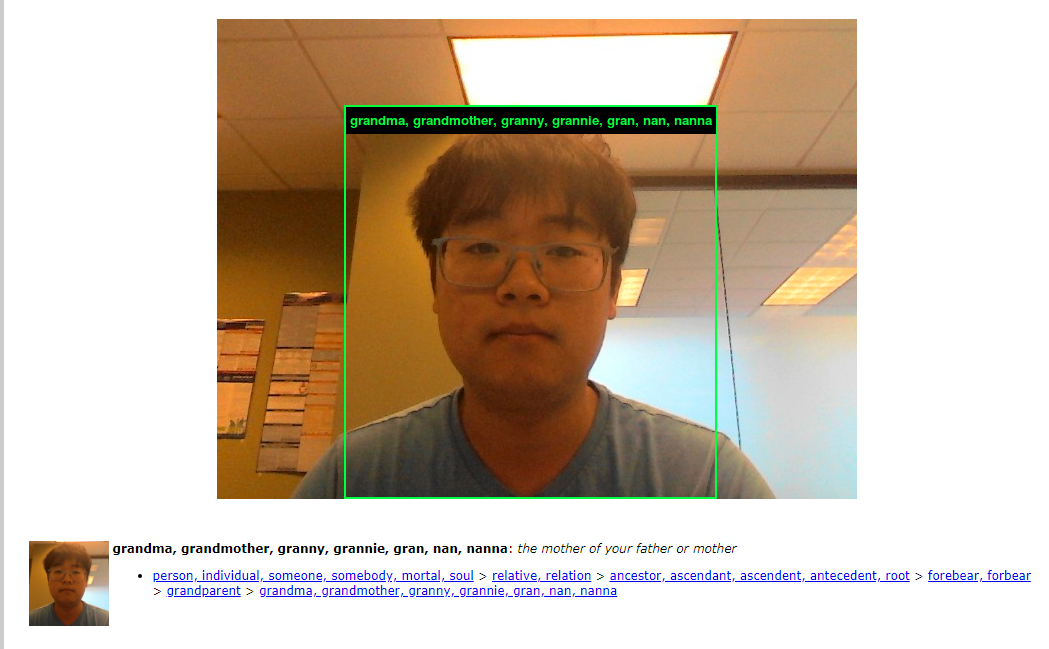 grandma, grandmother, granny, grannie, gran, nan, nanna
grandma, grandmother, granny, grannie, gran, nan, nanna: the mother of your father or mother
• person, individual, someone, somebody, mortal, soul > relative, relation > ancestor, ascendant, ascendent, antecedent, root > forebear, forbear
> grandparent > grandma, grandmother, granny, grannie, gran, nan, nanna